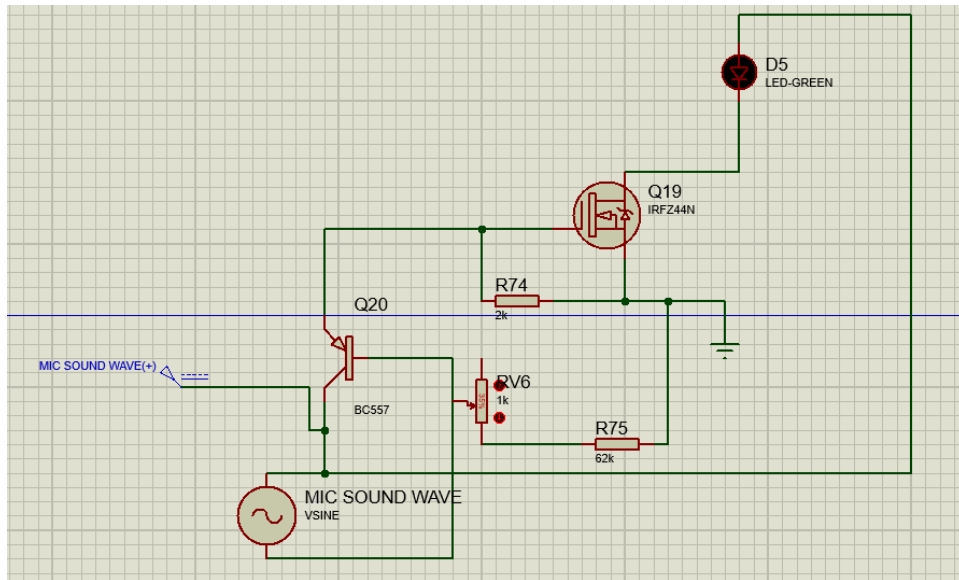 D5
LED-GREEN
Q19
IRFZ44N
R74
2k
Q20
MIC SOUND WAVE(+)
BC557
RV6
1k
35%
R75
62k
MIC SOUND WAVE
VSINE